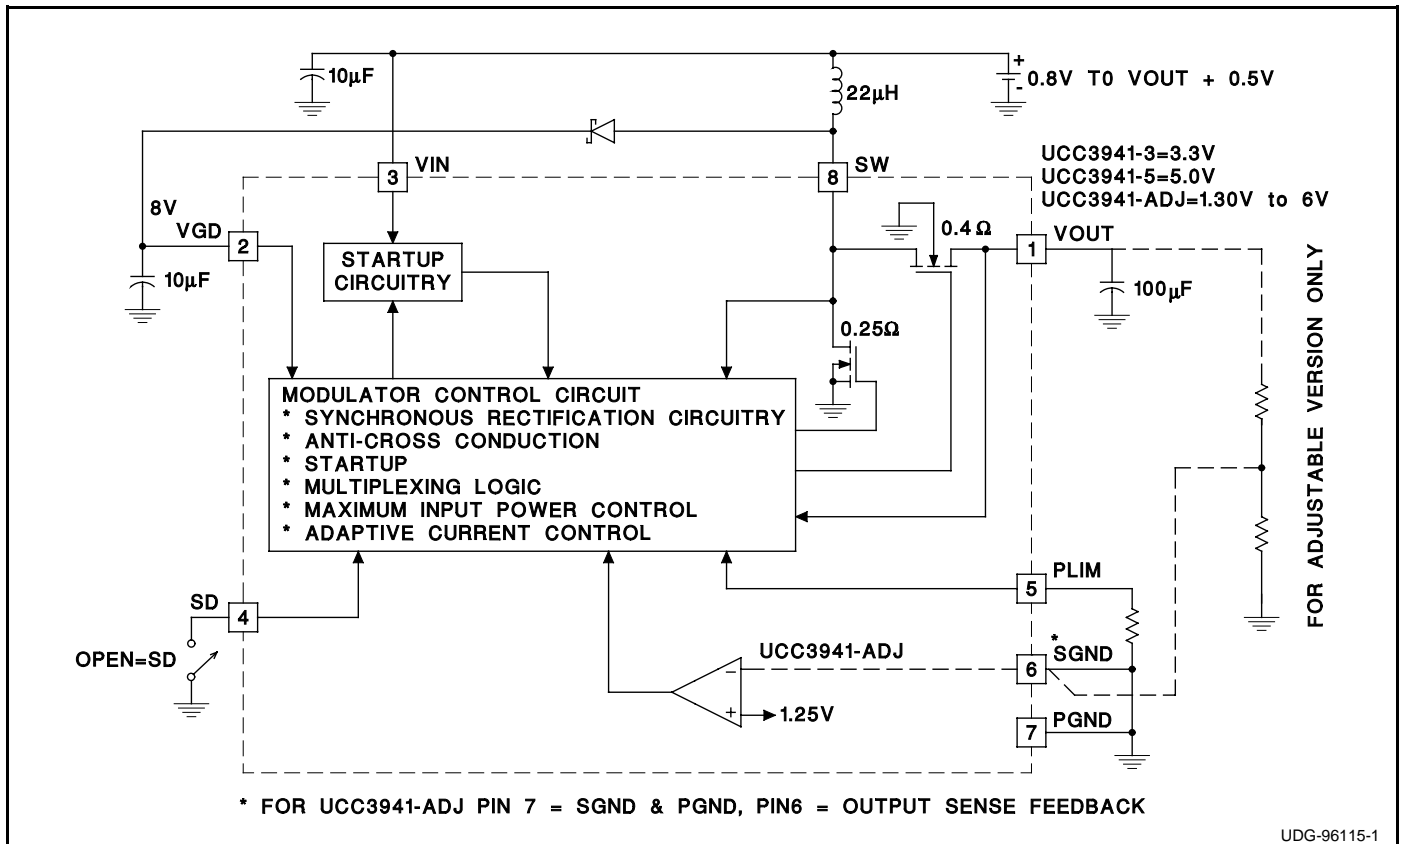 10µF
+
-
0.8V T0 VOUT + 0.5V
22µH
3
VIN
8
SW
UCC3941-3=3.3V
UCC3941-5=5.0V
UCC3941-ADJ=1.30V to 6V
8V
VGD
2
10µF
STARTUP
CIRCUITRY
0.4 Ω
1
VOUT
100µF
0.25Ω
FOR ADJUSTABLE VERSION ONLY
MODULATOR CONTROL CIRCUIT
* SYNCHRONOUS RECTIFICATION CIRCUITRY
* ANTI-CROSS CONDUCTION
* STARTUP
* MULTIPLEXING LOGIC
* MAXIMUM INPUT POWER CONTROL
* ADAPTIVE CURRENT CONTROL
5
PLIM
SD
4
OPEN=SD
UCC3941-ADJ
6
* SGND
-
+
1.25V
7
PGND
* FOR UCC3941-ADJ PIN 7 = SGND & PGND, PIN6 = OUTPUT SENSE FEEDBACK
UDG-96115-1